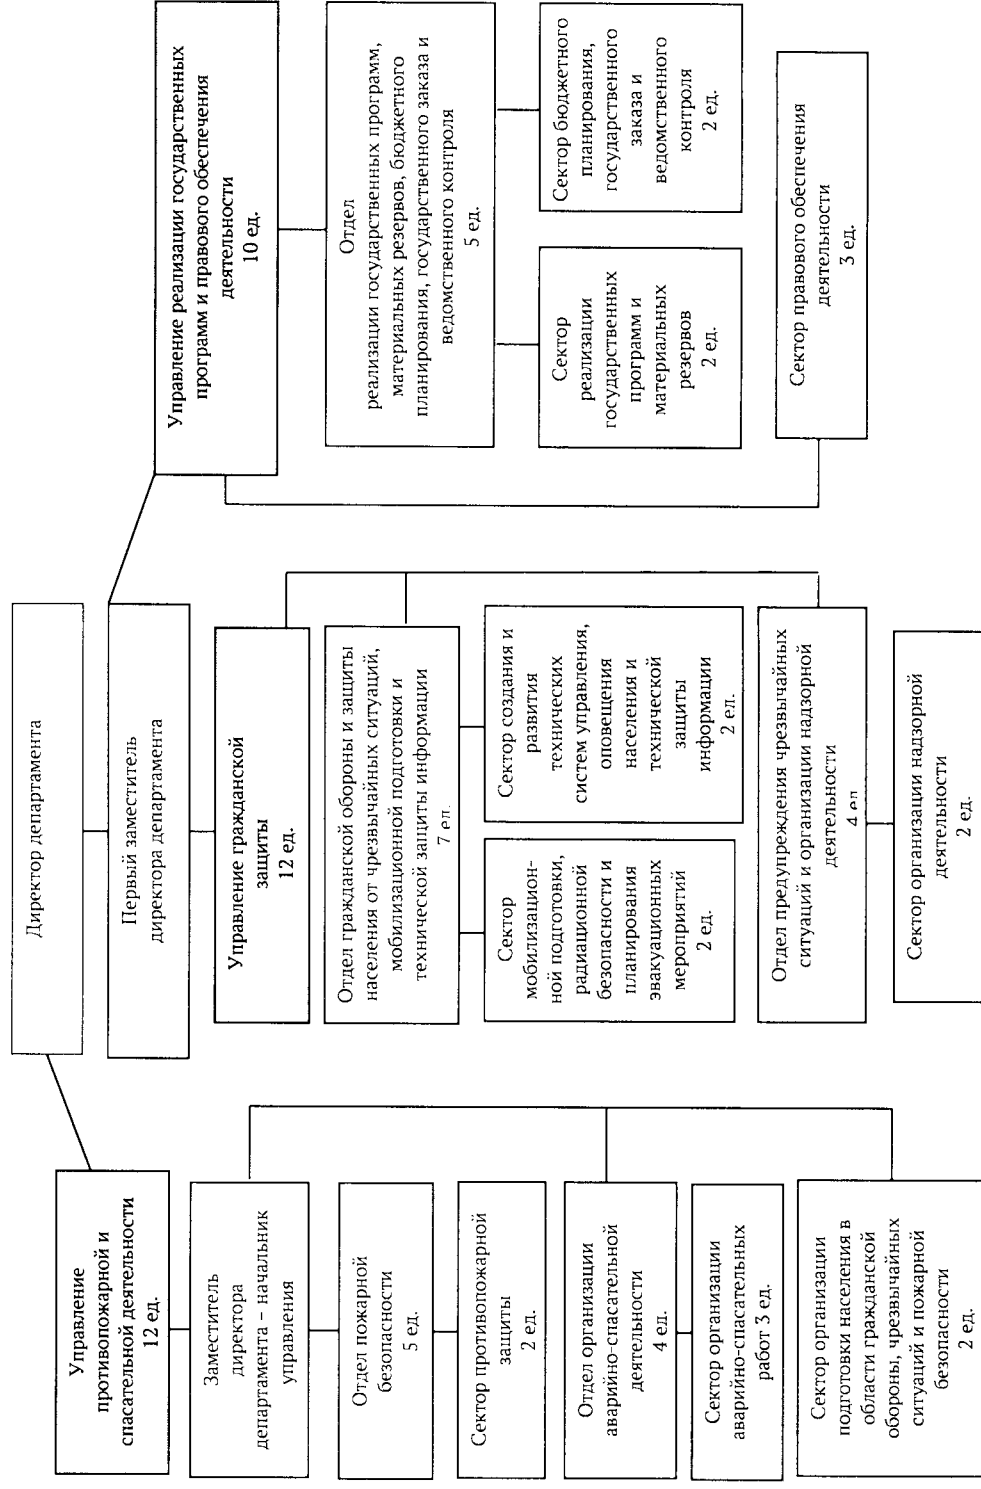 Директор департамента
Первый заместитель
директора департамента
Управление
противопожарной и
спасательной деятельности
12 ед.
Заместитель
директора
департамента – начальник
управления
Отдел пожарной
безопасности
5 ед.
Сектор противопожарной
защиты
2 ед.
Отдел организации
аварийно-спасательной
деятельности
4 ед.
Сектор организации
аварийно-спасательных
работ 3 ед.
Сектор организации
подготовки населения в
области гражданской
обороны, чрезвычайных
ситуаций и пожарной
безопасности
2 ед.
Управление гражданской
защиты
12 ед.
Отдел гражданской обороны и защиты
населения от чрезвычайных ситуаций,
мобилизационной подготовки и
технической защиты информации
7 ед.
Сектор
мобилизацион-
ной подготовки,
радиационной
безопасности и
планирования
эвакуационных
мероприятий
2 ед.
Сектор создания и
развития
технических
систем управления,
оповещения
населения и
технической
защиты
информации
2 ед.
Отдел предупреждения чрезвычайных
ситуаций и организации надзорной
деятельности
4 ед.
Сектор организации надзорной
деятельности
2 ед.
Управление реализации государственных
программ и правового обеспечения
деятельности
10 ед.
Отдел
реализации государственных программ,
материальных резервов, бюджетного
планирования, государственного заказа и
ведомственного контроля
5 ед.
Сектор
реализации
государственных
программ и
материальных
резервов
2 ед.
Сектор бюджетного
планирования,
государственного
заказа и
ведомственного
контроля
2 ед.
Сектор правового обеспечения
деятельности
3 ед.